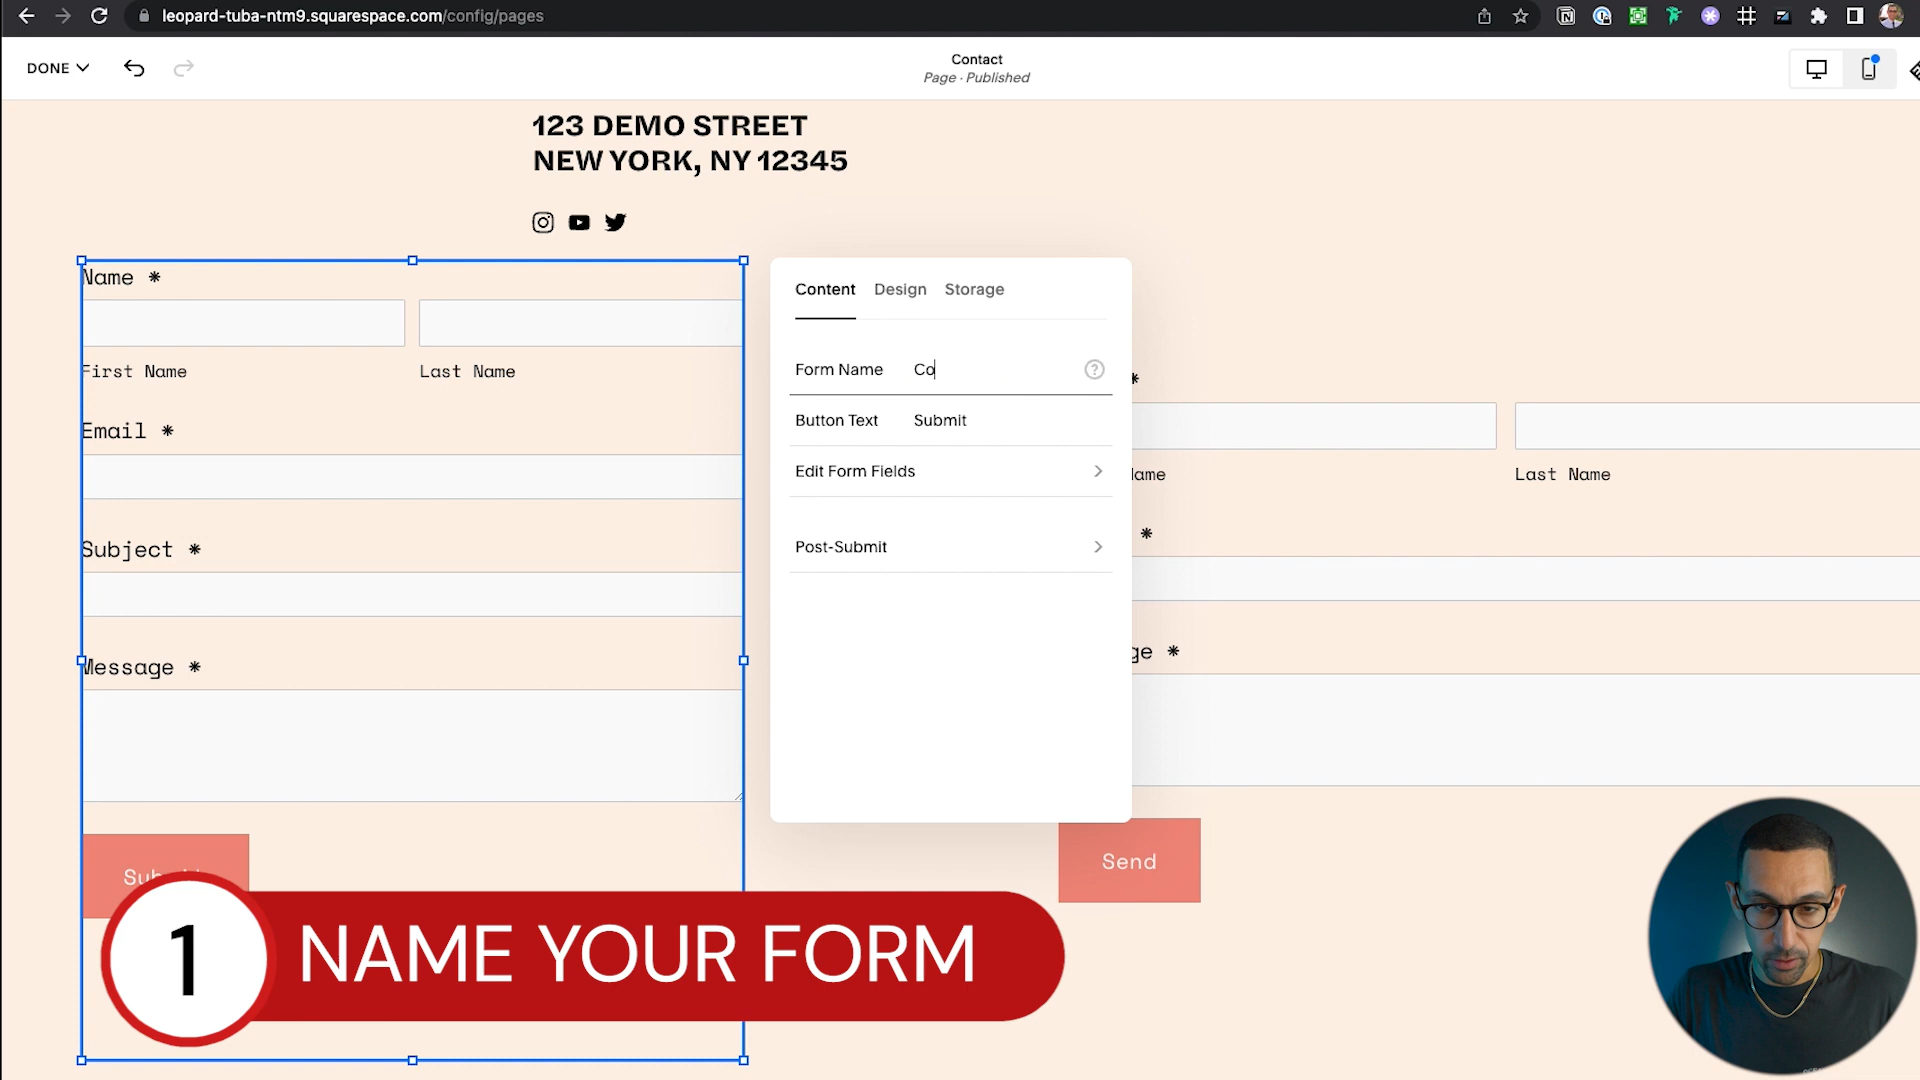 leopard-tuba-ntm9.squarespace.com/config/pages
DONE
Contact
Page · Published
123 DEMO STREET
NEW YORK, NY 12345
Name *
First Name
Last Name
Email *
Subject *
Message *
Content Design Storage
Form Name Co
Button Text Submit
Edit Form Fields
Post-Submit
*
Name
Last Name
*
ge *
Send
1 NAME YOUR FORM